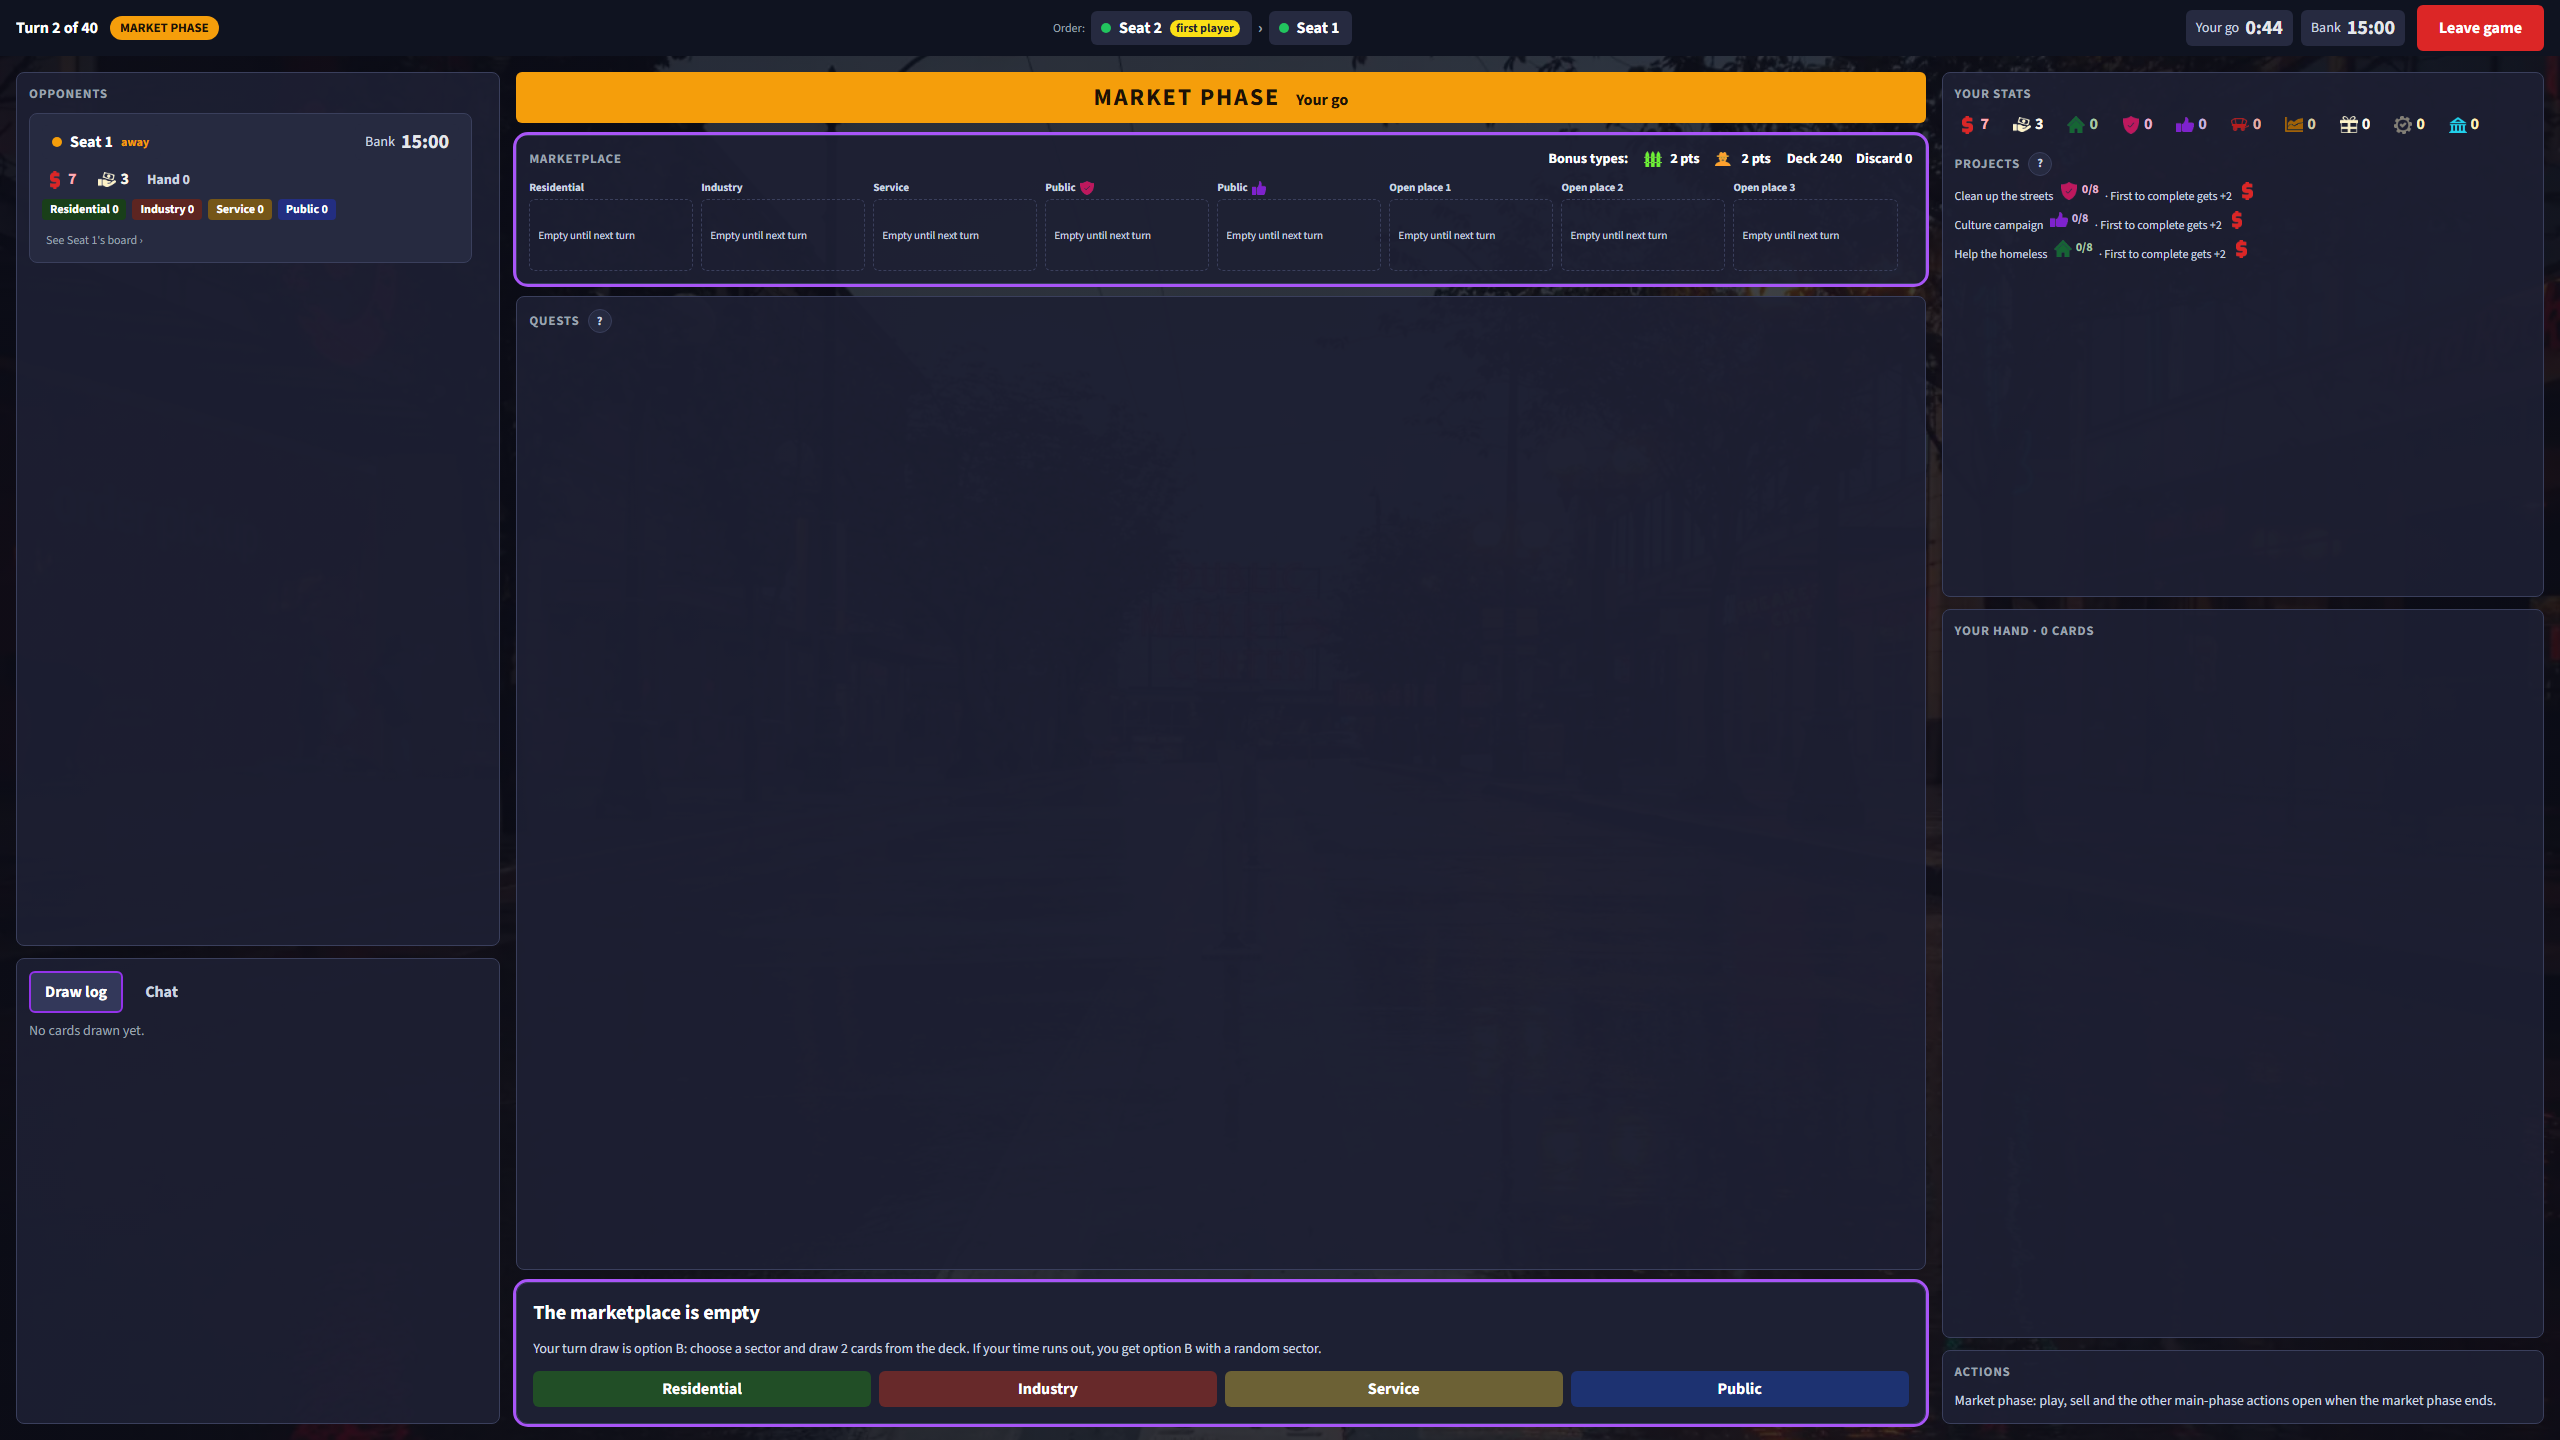 Turn 2 of 40 MARKET PHASE Order: Seat 2 first player › Seat 1 Your go 0:44 Bank 15:00 Leave game
OPPONENTS
Seat 1 away Bank 15:00
7 3 Hand 0
Residential 0 Industry 0 Service 0 Public 0
See Seat 1's board ›
Draw log Chat
No cards drawn yet.
MARKET PHASE Your go
MARKETPLACE Bonus types: 2 pts 2 pts Deck 240 Discard 0
Residential Industry Service Public Public Open place 1 Open place 2 Open place 3
Empty until next turn Empty until next turn Empty until next turn Empty until next turn Empty until next turn Empty until next turn Empty until next turn Empty until next turn
QUESTS ?
The marketplace is empty
Your turn draw is option B: choose a sector and draw 2 cards from the deck. If your time runs out, you get option B with a random sector.
Residential Industry Service Public
YOUR STATS
$ 7 3 0 0 0 0 0 0 0 0
PROJECTS ?
Clean up the streets 0/8 · First to complete gets +2 $
Culture campaign 0/8 · First to complete gets +2 $
Help the homeless 0/8 · First to complete gets +2 $
YOUR HAND · 0 CARDS
ACTIONS
Market phase: play, sell and the other main-phase actions open when the market phase ends.